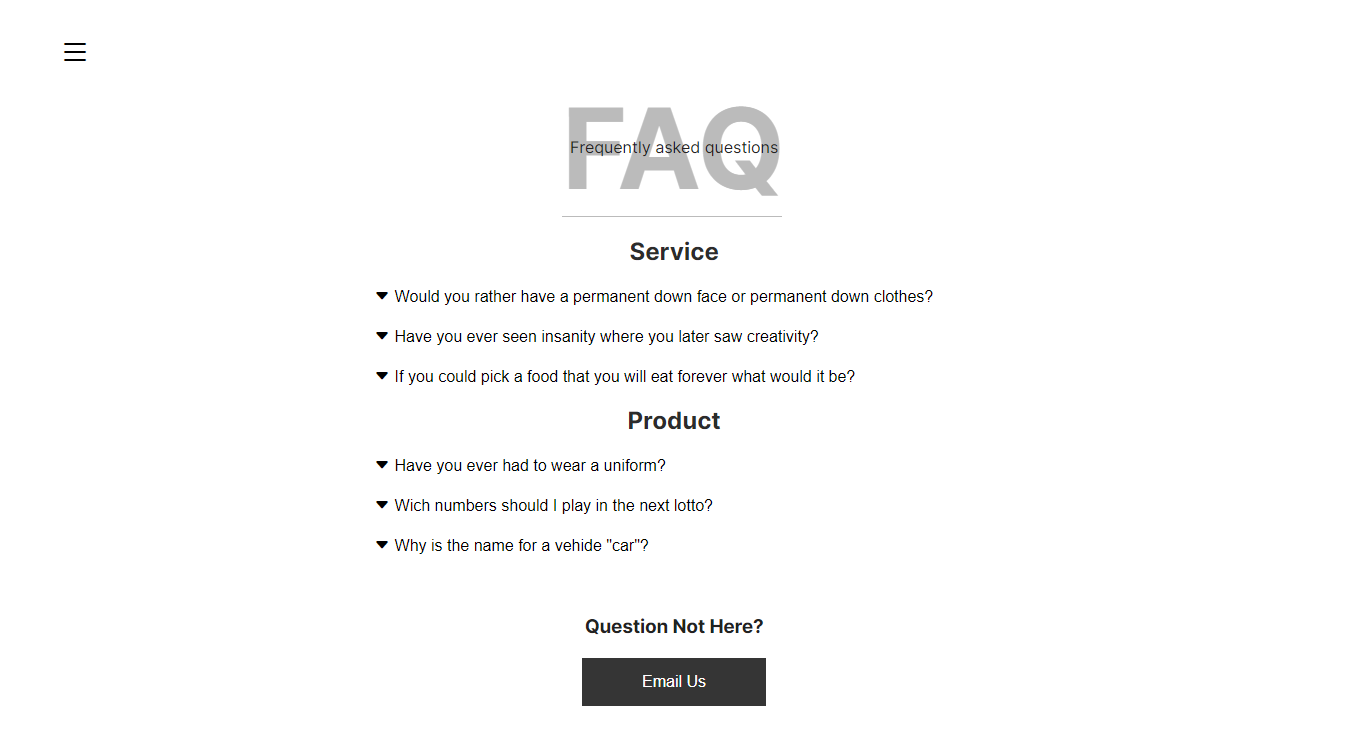 FAQ
Frequently asked questions
Service
Would you rather have a permanent down face or permanent down clothes?
Have you ever seen insanity where you later saw creativity?
If you could pick a food that you will eat forever what would it be?
Product
Have you ever had to wear a uniform?
Wich numbers should I play in the next lotto?
Why is the name for a vehide "car"?
Question Not Here?
Email Us